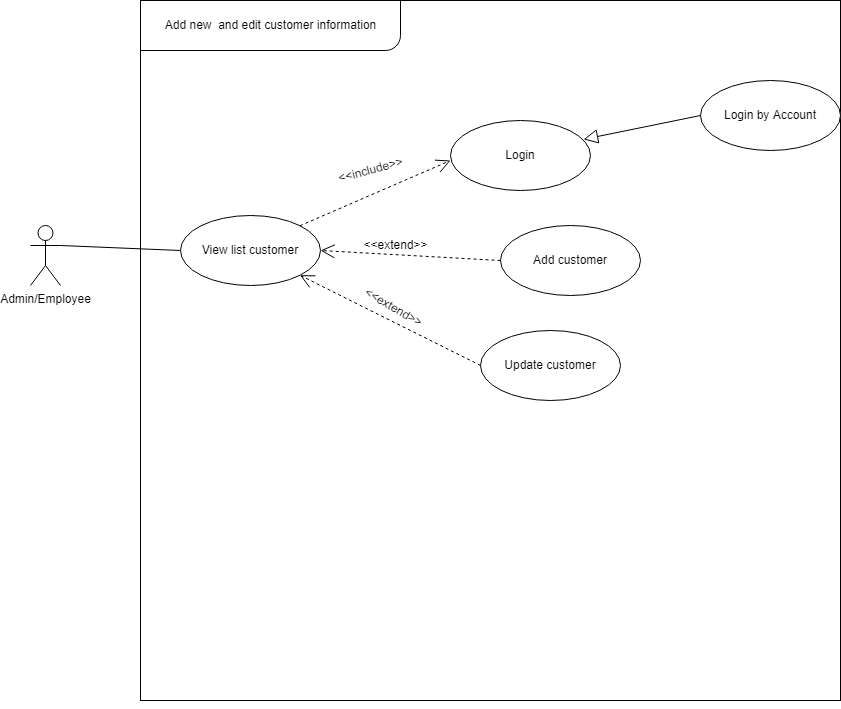 Add new  and edit customer information
Login by Account
Login
<<include>>
View list customer
<<extend>>
Add customer
Admin/Employee
<<extend>>
Update customer